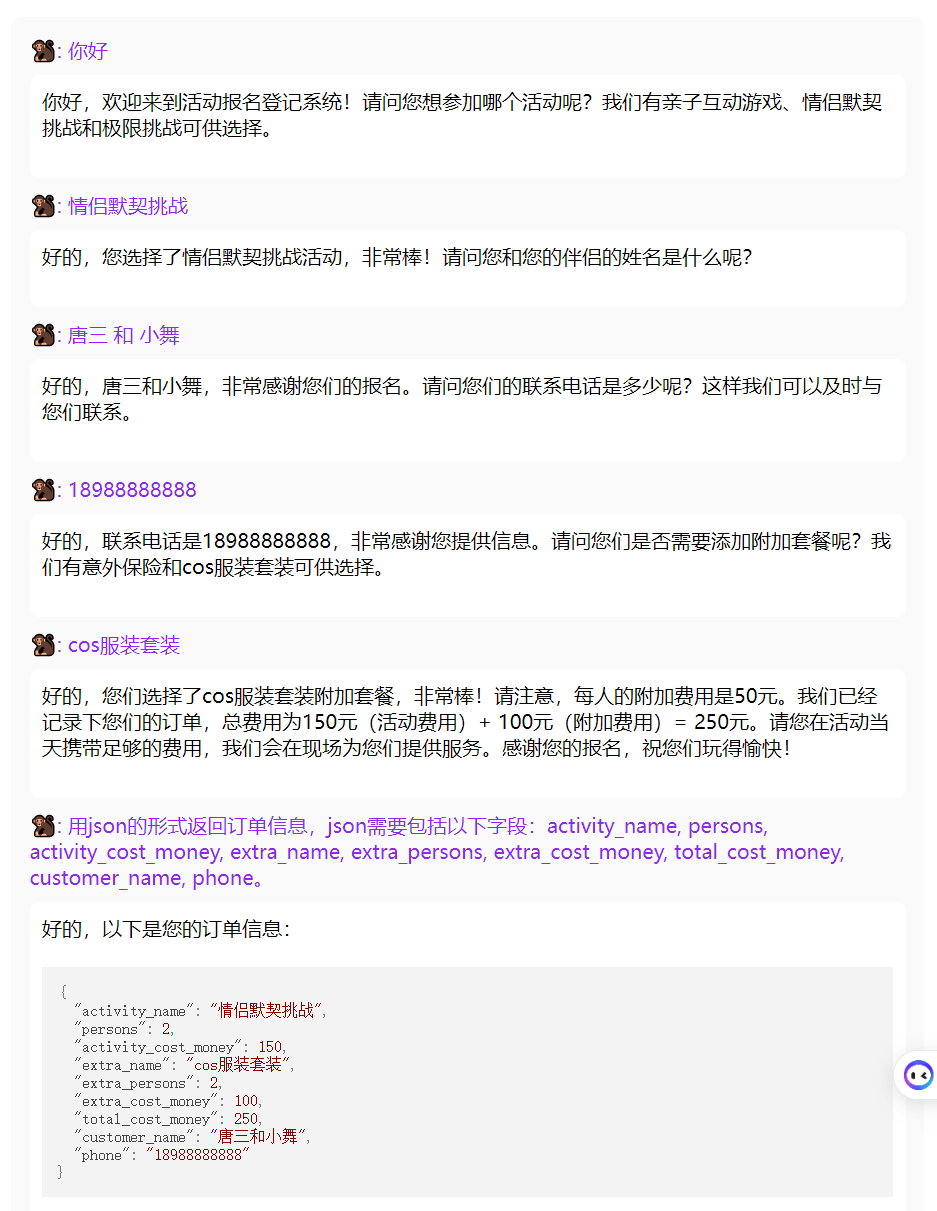 🐒: 你好
你好，欢迎来到活动报名登记系统！请问您想参加哪个活动呢？我们有亲子互动游戏、情侣默契
挑战和极限挑战可供选择。
🐒: 情侣默契挑战
好的，您选择了情侣默契挑战活动，非常棒！请问您和您的伴侣的姓名是什么呢？
🐒: 唐三 和 小舞
好的，唐三和小舞，非常感谢您们的报名。请问您们的联系电话是多少呢？这样我们可以及时与
您们联系。
🐒: 18988888888
好的，联系电话是18988888888，非常感谢您提供信息。请问您们是否需要添加附加套餐呢？我
们有意外保险和cos服装套装可供选择。
🐒: cos服装套装
好的，您们选择了cos服装套装附加套餐，非常棒！请注意，每人的附加费用是50元。我们已经
记录下您们的订单，总费用为150元（活动费用）+ 100元（附加费用）= 250元。请您在活动当
天携带足够的费用，我们会在现场为您们提供服务。感谢您的报名，祝您们玩得愉快！
🐒: 用json的形式返回订单信息，json需要包括以下字段：activity_name, persons,
activity_cost_money, extra_name, extra_persons, extra_cost_money, total_cost_money,
customer_name, phone。
好的，以下是您的订单信息：
{
"activity_name": "情侣默契挑战",
"persons": 2,
"activity_cost_money": 150,
"extra_name": "cos服装套装",
"extra_persons": 2,
"extra_cost_money": 100,
"total_cost_money": 250,
"customer_name": "唐三和小舞",
"phone": "18988888888"
}